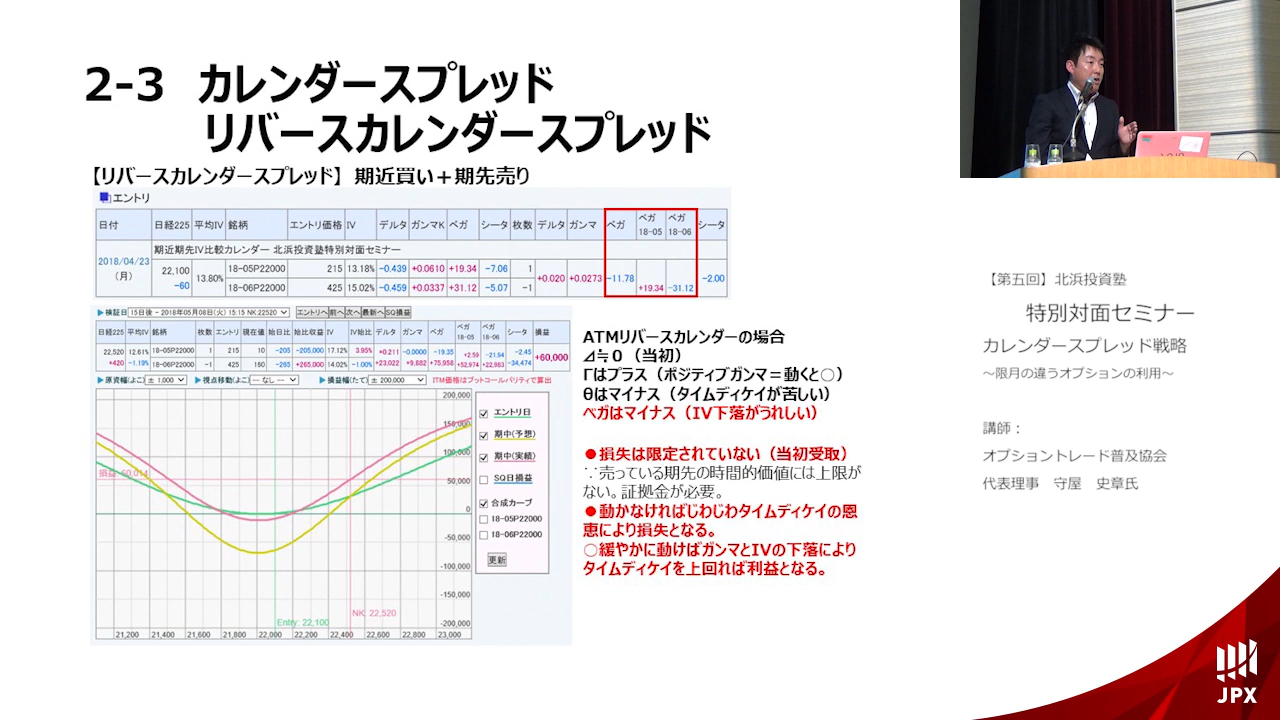 2-3 カレンダースプレッド
リバースカレンダースプレッド
【リバースカレンダースプレッド】期近買い＋期先売り
エントリ
日付 日経225 平均IV 銘柄 エントリ価格 IV デルタ ガンマK ベガ シータ 枚数 デルタ ガンマ ベガ ベガ 18-05 ベガ 18-06 シータ
期近期先IV比較カレンダー 北浜投資塾特別対面セミナー
2018/04/23 (月) 22,100 -60 13.80%
18-05P22000 215 13.18% -0.439 +0.0610 +19.34 -7.06 1
18-06P22000 425 15.02% -0.459 +0.0337 +31.12 -5.07 -1
+0.020 +0.0273 -11.78 +19.34 -31.12 -2.00
▶検証日 15日後 - 2018年05月08日(火) 15:15 NK.22520 エントリへ 前へ 次へ 最新へ SQ損益
日経225 平均IV 銘柄 枚数 エントリ 現在値 始日比 始比収益 IV IV始比 デルタ ガンマ ベガ ベガ 18-05 ベガ 18-06 シータ 損益
22,520 12.61% 18-05P22000 1 215 10 -205 -205,000 17.12% 3.95% +0.211 -0.0000 -19.35 +2.59 -21.94 -2.45 +60,000
+420 -1.19% 18-06P22000 -1 425 160 -265 +265,000 14.02% -1.00% +23,022 +9,882 +75,958 +52,974 +22,983 -34,474
▶原資幅(よこ) ± 1,000 ▶視点移動(よこ) -- なし -- ▶損益幅(たて) ± 200,000 ITM価格はプットコールパリティで算出
200,000
150,000
100,000
50,000
0
-50,000
-100,000
-150,000
-200,000
損益: 60,014
NK: 22,520
Entry: 22,100
21,200 21,400 21,600 21,800 22,000 22,200 22,400 22,600 22,800 23,000
エントリ日
期中(予想)
期中(実績)
SQ日損益
合成カーブ
18-05P22000
18-06P22000
更新
ATMリバースカレンダーの場合
⊿≒０（当初）
Γはプラス（ポジティブガンマ＝動くと○）
θはマイナス（タイムディケイが苦しい）
ベガはマイナス（IV下落がうれしい）
●損失は限定されていない（当初受取）
∵売っている期先の時間的価値には上限が
ない。証拠金が必要。
●動かなければじわじわタイムディケイの恩
恵により損失となる。
○緩やかに動けばガンマとIVの下落により
タイムディケイを上回れば利益となる。
【第五回】北浜投資塾
特別対面セミナー
カレンダースプレッド戦略
～限月の違うオプションの利用～
講師：
オプショントレード普及協会
代表理事 守屋 史章氏
JPX